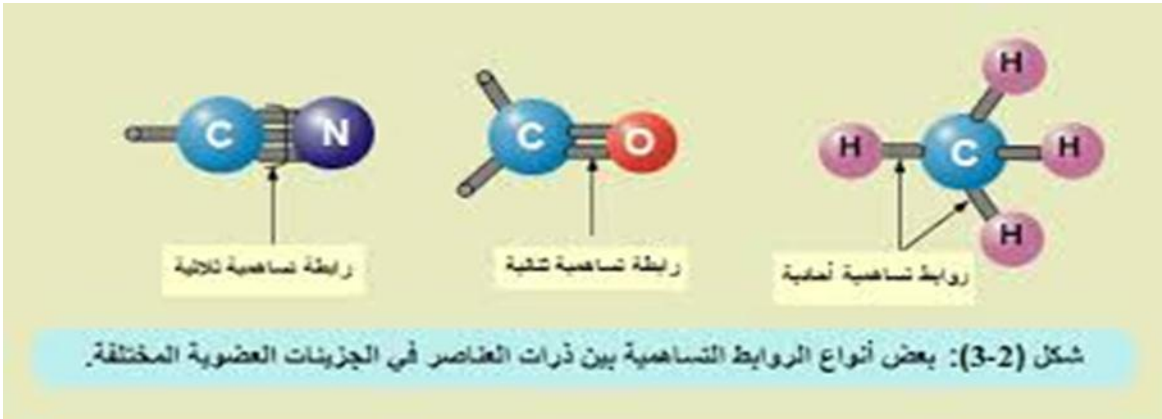 C N
C O
H
H C H
H
رابطة تساهمية ثلاثية
رابطة تساهمية ثنائية
روابط تساهمية أحادية
شكل (2-3): بعض أنواع الروابط التساهمية بين ذرات العناصر في الجزيئات العضوية المختلفة.